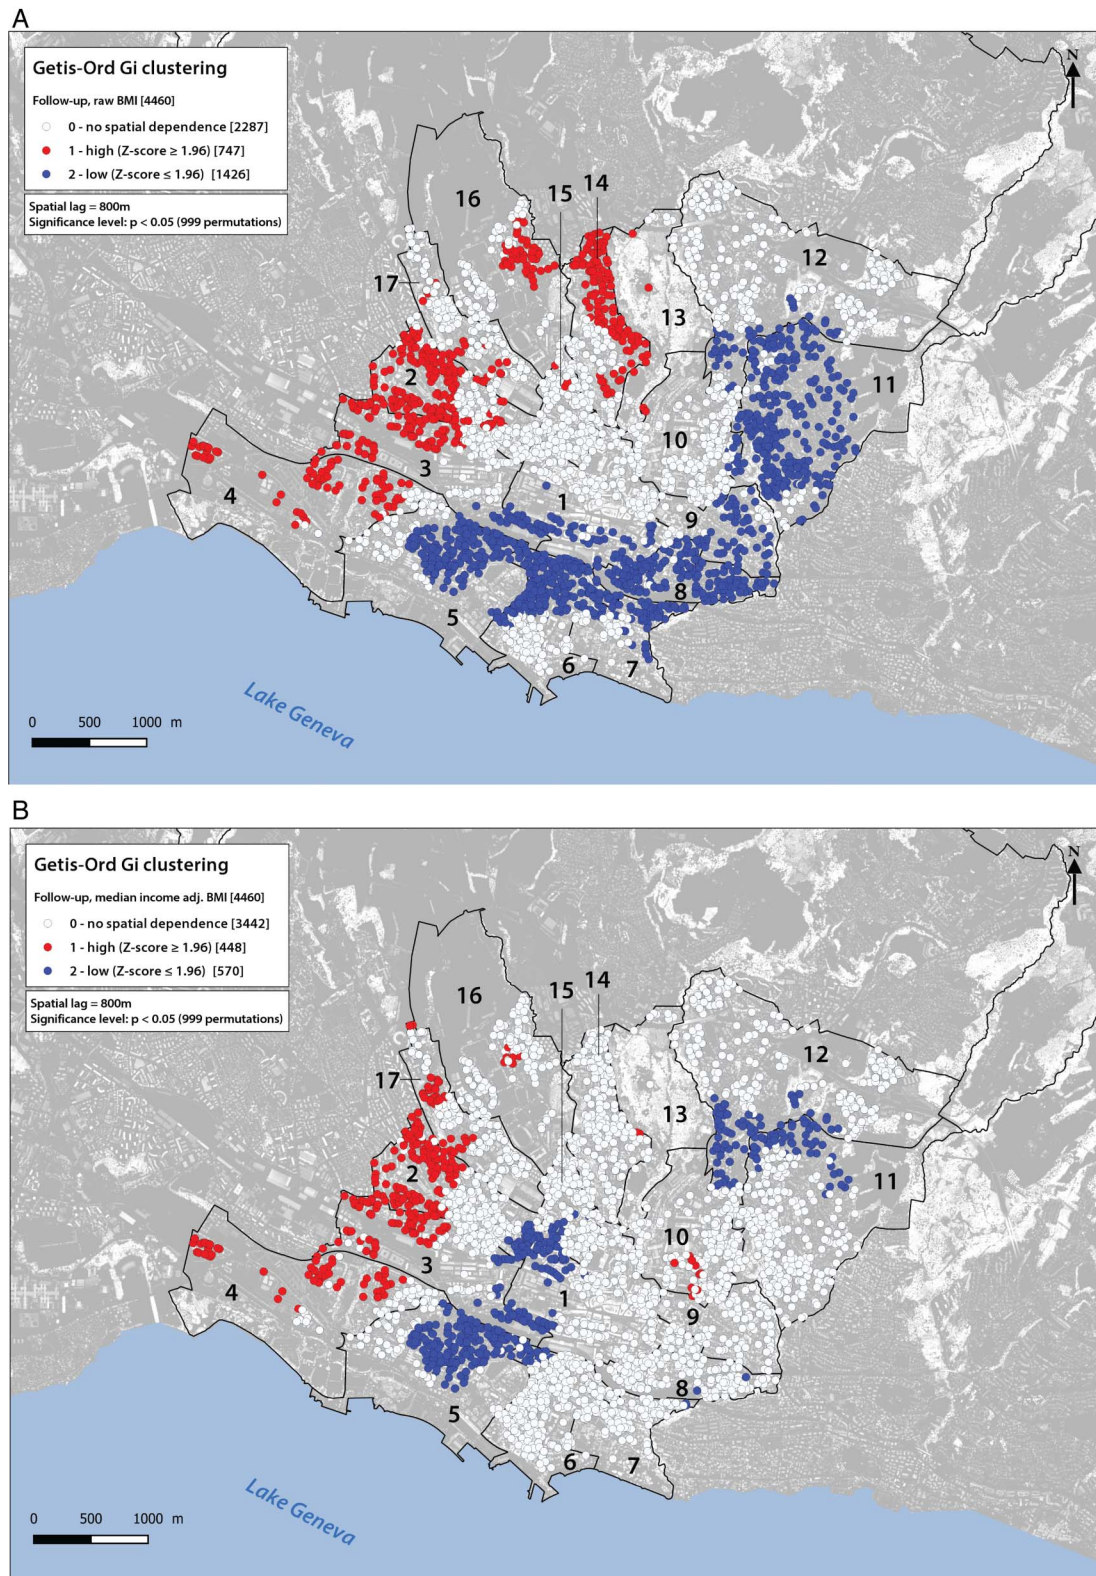 A
Getis-Ord Gi clustering
Follow-up, raw BMI [4460]
0 - no spatial dependence [2287]
1 - high (Z-score ≥ 1.96) [747]
2 - low (Z-score ≤ 1.96) [1426]
Spatial lag = 800m
Significance level: p < 0.05 (999 permutations)
N
16
15
14
12
17
13
2
11
10
3
4
1
9
8
5
6
7
Lake Geneva
0 500 1000 m
B
Getis-Ord Gi clustering
Follow-up, median income adj. BMI [4460]
0 - no spatial dependence [3442]
1 - high (Z-score ≥ 1.96) [448]
2 - low (Z-score ≤ 1.96) [570]
Spatial lag = 800m
Significance level: p < 0.05 (999 permutations)
N
16
15
14
12
17
13
2
11
10
3
4
1
9
8
5
6
7
Lake Geneva
0 500 1000 m